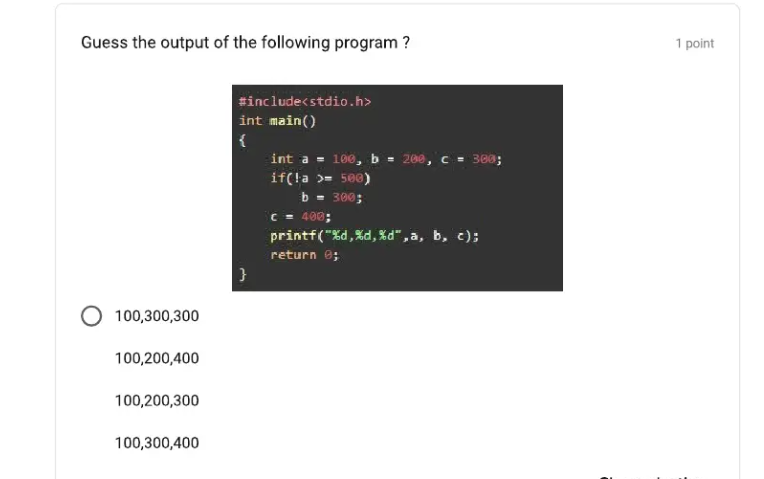 Guess the output of the following program ?
1 point
#include<stdio.h>
int main()
{
int a = 100, b = 200, c = 300;
if(!a >= 500)
b = 300;
c = 400;
printf("%d,%d,%d",a, b, c);
return 0;
}
100,300,300
100,200,400
100,200,300
100,300,400